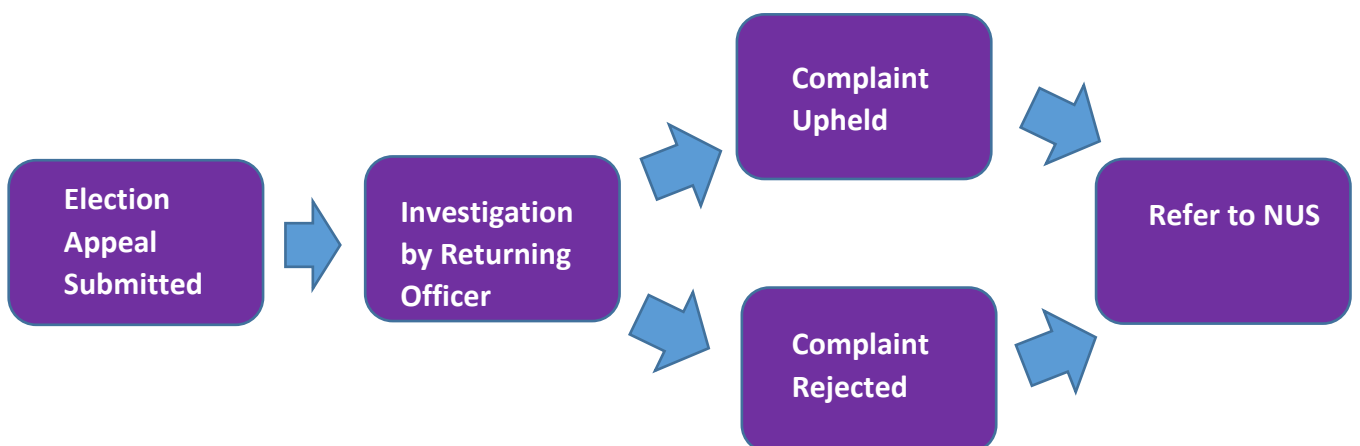 Election
Appeal
Submitted
Investigation
by Returning
Officer
Complaint
Upheld
Complaint
Rejected
Refer to NUS